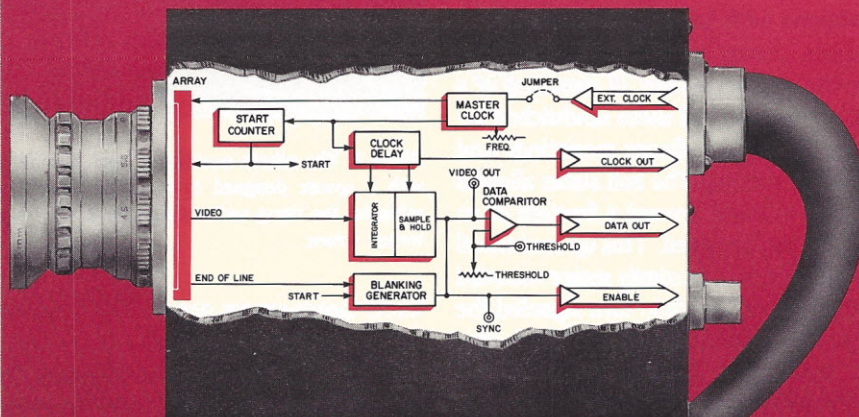 ARRAY
JUMPER
EXT. CLOCK
MASTER
CLOCK
START
COUNTER
FREQ.
CLOCK
DELAY
START
CLOCK OUT
VIDEO OUT
DATA
COMPARITOR
VIDEO
INTEGRATOR
SAMPLE
& HOLD
DATA OUT
THRESHOLD
THRESHOLD
END OF LINE
BLANKING
GENERATOR
START
ENABLE
SYNC